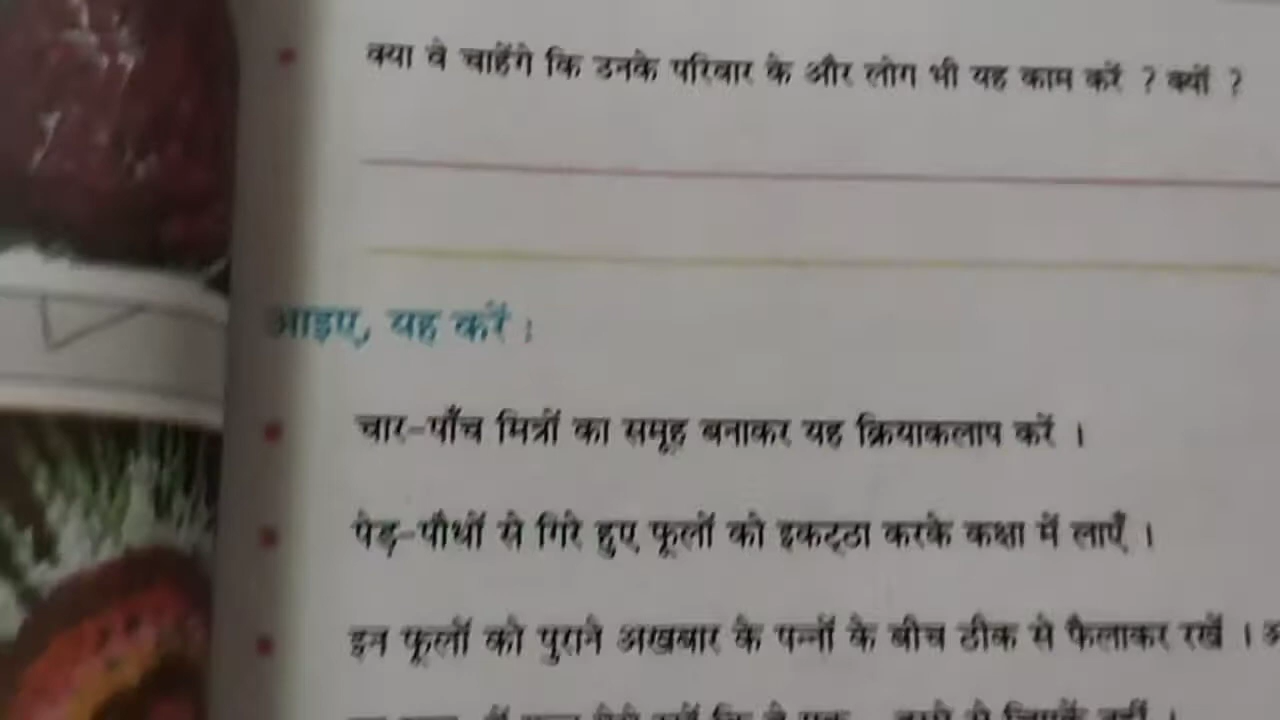 क्या वे चाहेंगे कि उनके परिवार के और लोग भी यह काम करें ? क्यों ?
आइए, यह करें :
चार-पाँच मित्रों का समूह बनाकर यह क्रियाकलाप करें ।
पेड़-पौधों से गिरे हुए फूलों को इकट्ठा करके कक्षा में लाएँ ।
इन फूलों को पुराने अखबार के पन्नों के बीच ठीक से फैलाकर रखें ।